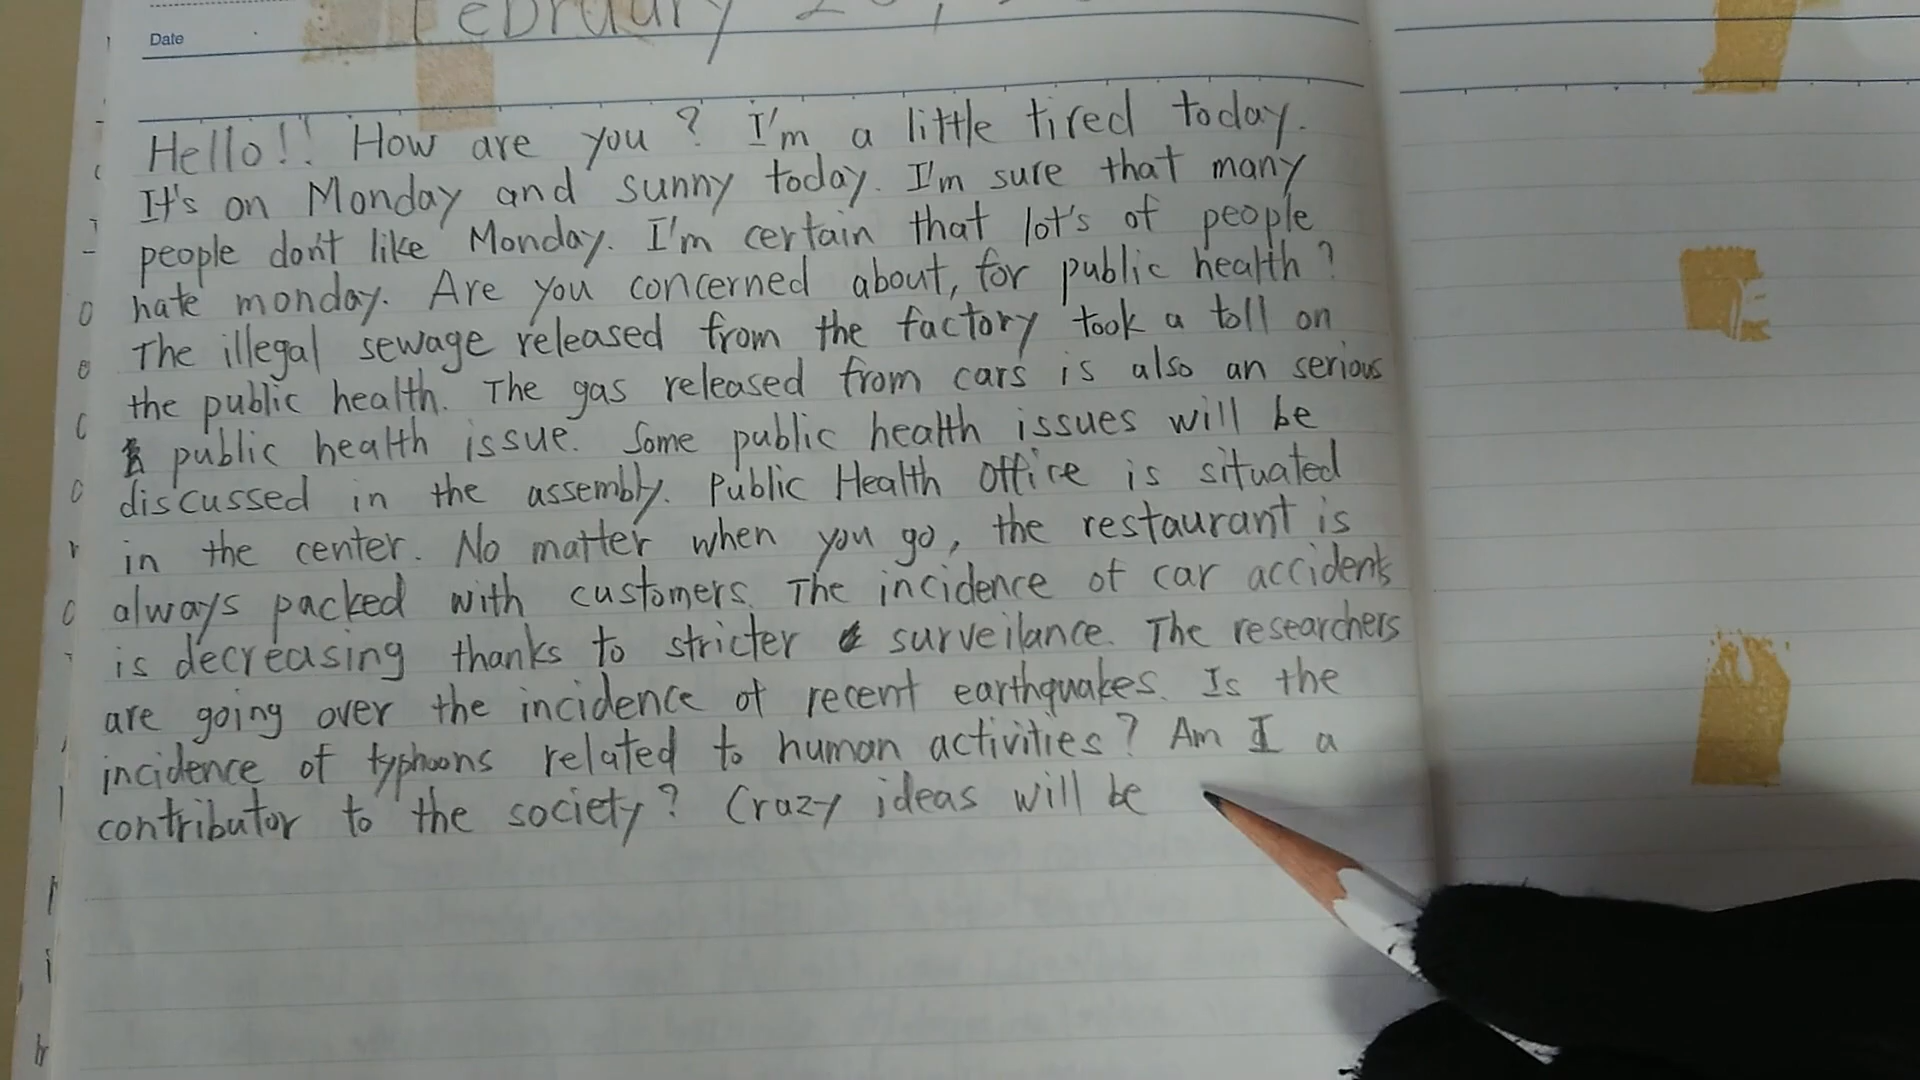 February
Date
Hello!! How are you? I'm a little tired today.
It's on Monday and sunny today. I'm sure that many
people don't like Monday. I'm certain that lot's of people
hate monday. Are you concerned about, for public health?
The illegal sewage released from the factory took a toll on
the public health. The gas released from cars is also an serious
public health issue. Some public health issues will be
discussed in the assembly. Public Health Office is situated
in the center. No matter when you go, the restaurant is
always packed with customers. The incidence of car accidents
is decreasing thanks to stricter surveilance. The researchers
are going over the incidence of recent earthquakes. Is the
incidence of typhoons related to human activities? Am I a
contributor to the society? Crazy ideas will be